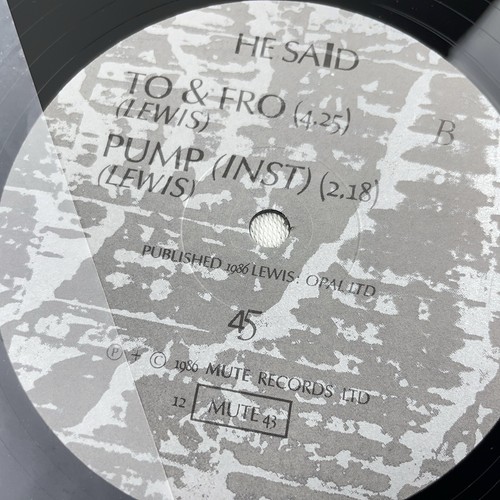 HE SAID
TO & FRO (4.25)
(LEWIS)
B
PUMP (INST) (2.18)
(LEWIS)
PUBLISHED 1986 LEWIS: OPAL LTD
45
℗ + © 1986 MUTE RECORDS LTD
12 MUTE 43